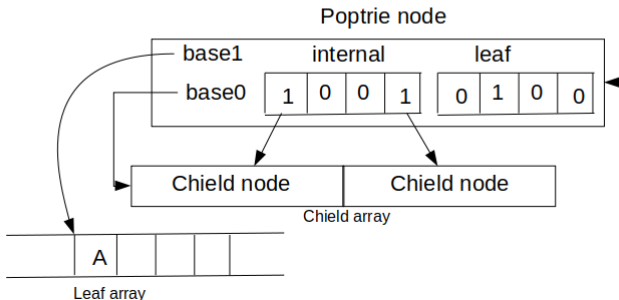 Poptrie node
base1 internal leaf
base0 1 0 0 1 0 1 0 0
Chield node Chield node
Chield array
A
Leaf array